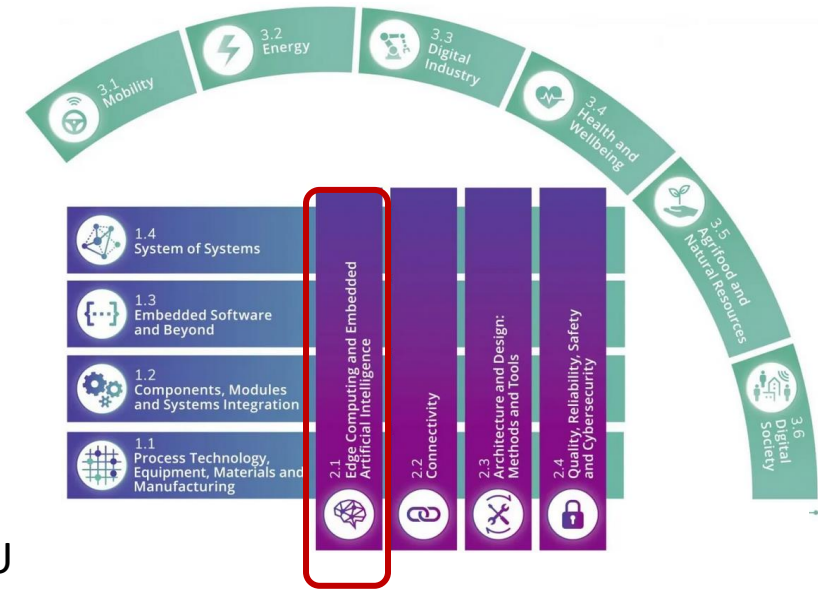 3.1
Mobility
3.2
Energy
3.3
Digital
Industry
3.4
Health and
Wellbeing
3.5
Agrifood and
Natural Resources
3.6
Digital
Society
1.4
System of Systems
1.3
Embedded Software
and Beyond
1.2
Components, Modules
and Systems Integration
1.1
Process Technology,
Equipment, Materials and
Manufacturing
2.1
Edge Computing and Embedded
Artificial Intelligence
2.2
Connectivity
2.3
Architecture and Design:
Methods and Tools
2.4
Quality, Reliability, Safety
and Cybersecurity
U